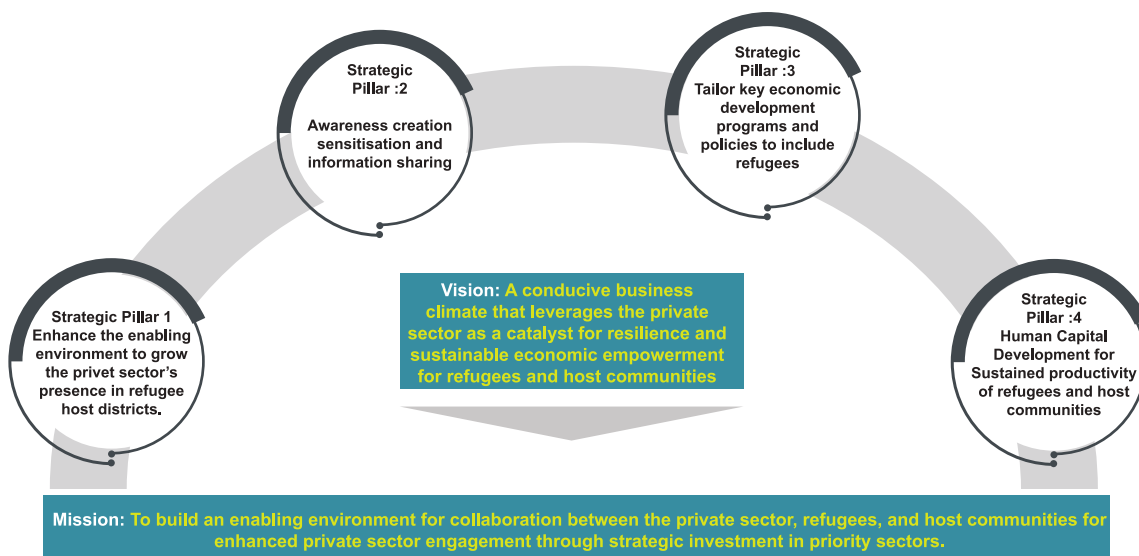 Strategic Pillar 1
Enhance the enabling
environment to grow
the privet sector's
presence in refugee
host districts.
Strategic
Pillar :2
Awareness creation
sensitisation and
information sharing
Strategic
Pillar :3
Tailor key economic
development
programs and
policies to include
refugees
Strategic
Pillar :4
Human Capital
Development for
Sustained productivity
of refugees and host
communities
Vision: A conducive business
climate that leverages the private
sector as a catalyst for resilience and
sustainable economic empowerment
for refugees and host communities
Mission: To build an enabling environment for collaboration between the private sector, refugees, and host communities for
enhanced private sector engagement through strategic investment in priority sectors.